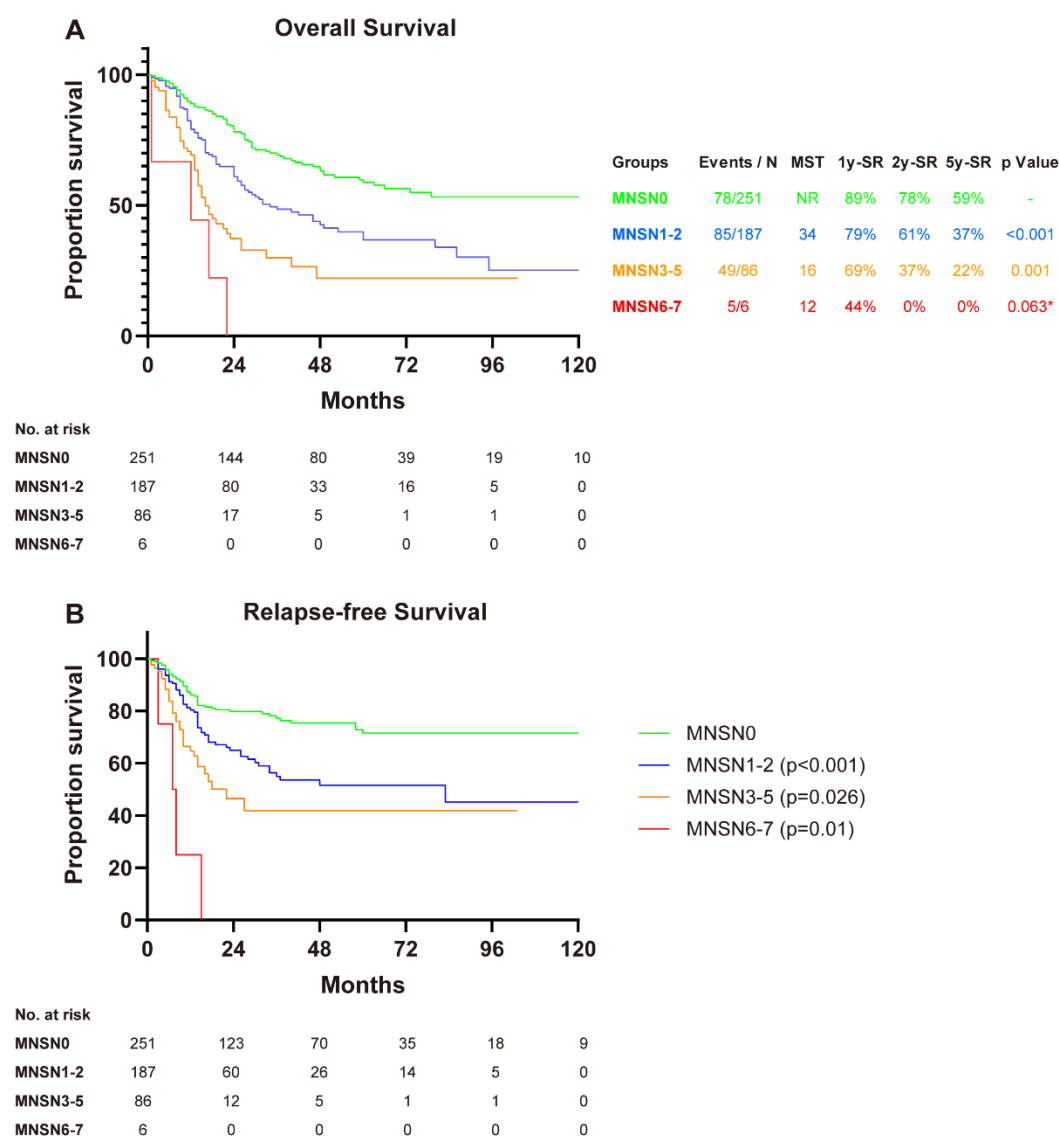 A
Overall Survival
Proportion survival
100
50
0
0 24 48 72 96 120
Months
Groups Events / N MST 1y-SR 2y-SR 5y-SR p Value
MNSN0 78/251 NR 89% 78% 59% -
MNSN1-2 85/187 34 79% 61% 37% <0.001
MNSN3-5 49/86 16 69% 37% 22% 0.001
MNSN6-7 5/6 12 44% 0% 0% 0.063*
No. at risk
MNSN0 251 144 80 39 19 10
MNSN1-2 187 80 33 16 5 0
MNSN3-5 86 17 5 1 1 0
MNSN6-7 6 0 0 0 0 0
B
Relapse-free Survival
Proportion survival
100
80
60
40
20
0
0 24 48 72 96 120
Months
MNSN0
MNSN1-2 (p<0.001)
MNSN3-5 (p=0.026)
MNSN6-7 (p=0.01)
No. at risk
MNSN0 251 123 70 35 18 9
MNSN1-2 187 60 26 14 5 0
MNSN3-5 86 12 5 1 1 0
MNSN6-7 6 0 0 0 0 0